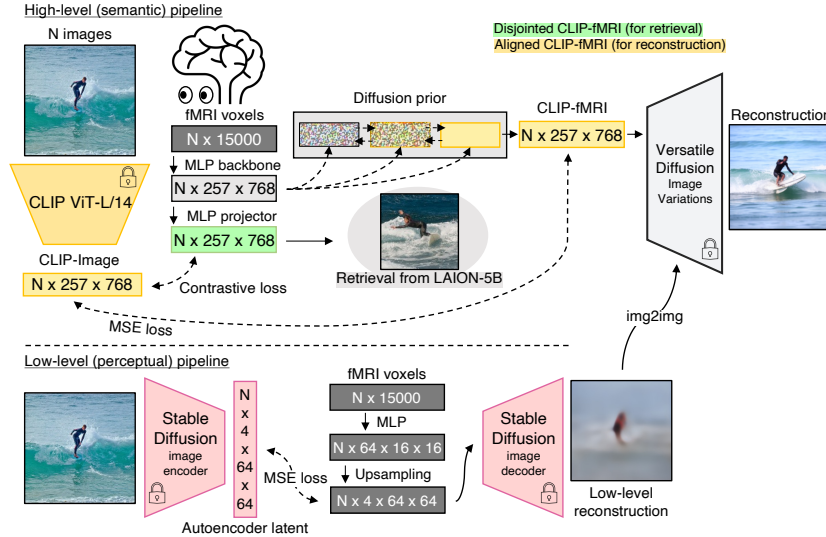 High-level (semantic) pipeline
N images
Disjointed CLIP-fMRI (for retrieval)
Aligned CLIP-fMRI (for reconstruction)
fMRI voxels
N x 15000
MLP backbone
N x 257 x 768
MLP projector
N x 257 x 768
CLIP ViT-L/14
CLIP-Image
N x 257 x 768
Contrastive loss
MSE loss
Diffusion prior
CLIP-fMRI
N x 257 x 768
Retrieval from LAION-5B
Versatile
Diffusion
Image
Variations
Reconstruction
img2img
Low-level (perceptual) pipeline
Stable
Diffusion
image
encoder
N
x
4
x
64
x
64
Autoencoder latent
MSE loss
fMRI voxels
N x 15000
MLP
N x 64 x 16 x 16
Upsampling
N x 4 x 64 x 64
Stable
Diffusion
image
decoder
Low-level
reconstruction